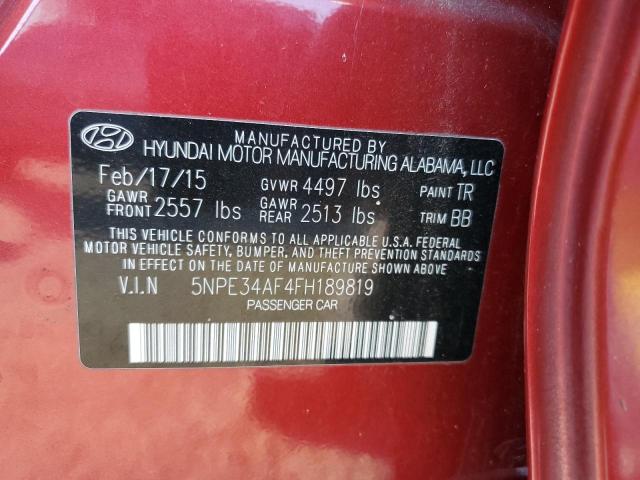 MANUFACTURED BY
HYUNDAI MOTOR MANUFACTURING ALABAMA, LLC
Feb/17/15 GVWR 4497 lbs PAINT TR
GAWR FRONT 2557 lbs GAWR REAR 2513 lbs TRIM BB
THIS VEHICLE CONFORMS TO ALL APPLICABLE U.S.A. FEDERAL
MOTOR VEHICLE SAFETY, BUMPER, AND THEFT PREVENTION STANDARDS
IN EFFECT ON THE DATE OF MANUFACTURE SHOWN ABOVE
V.I.N 5NPE34AF4FH189819
PASSENGER CAR